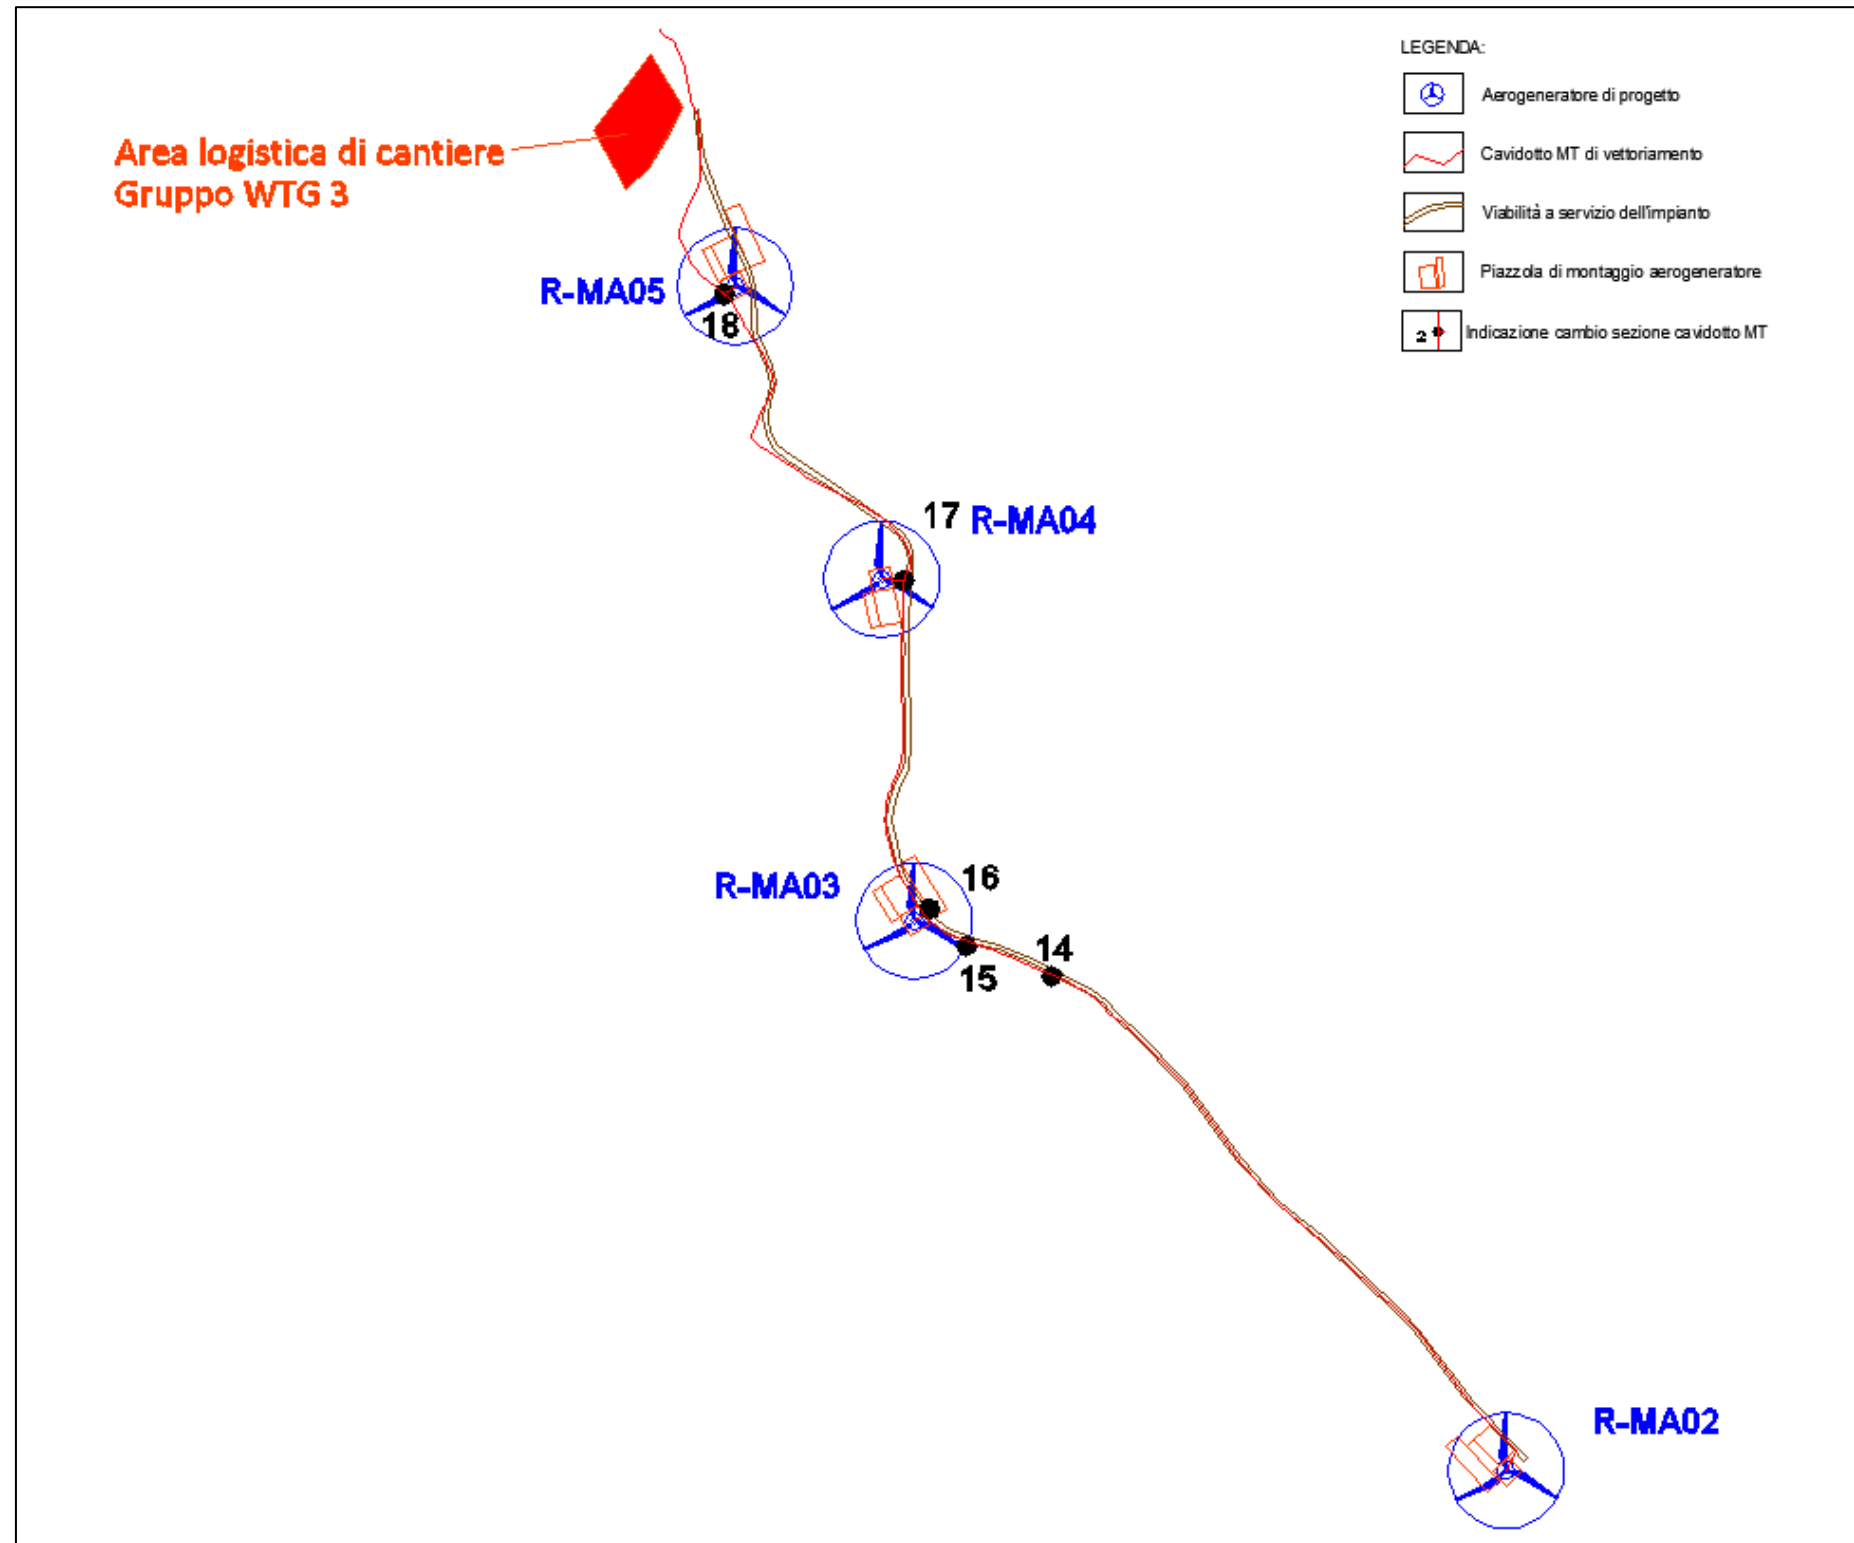 LEGENDA:
Aerogeneratore di progetto
Cavidotto MT di vettoriamento
Viabilità a servizio dell'impianto
Piazzola di montaggio aerogeneratore
2
Indicazione cambio sezione cavidotto MT
Area logistica di cantiere
Gruppo WTG 3
R-MA05
18
17
R-MA04
R-MA03
16
15
14
R-MA02